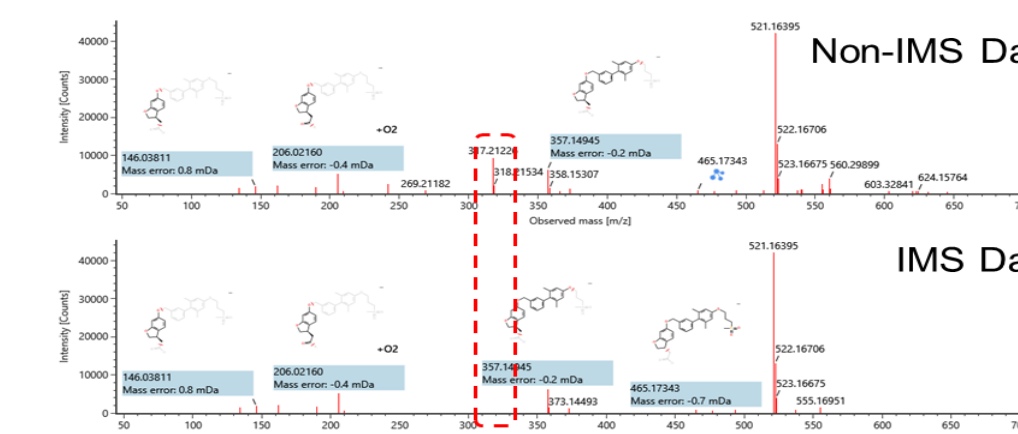 521.16395
Non-IMS Da
40000
30000
20000
10000
0
Intensity [Counts]
+O2
146.03811
Mass error: 0.8 mDa
206.02160
Mass error: -0.4 mDa
269.21182
318.21534
357.14945
Mass error: -0.2 mDa
358.15307
465.17343
522.16706
523.16675
560.29899
603.32841
624.15764
50 100 150 200 250 300 350 400 450 500 550 600 650
Observed mass [m/z]
521.16395
IMS Da
40000
30000
20000
10000
0
Intensity [Counts]
+O2
146.03811
Mass error: 0.8 mDa
206.02160
Mass error: -0.4 mDa
357.14945
Mass error: -0.2 mDa
373.14493
465.17343
Mass error: -0.7 mDa
522.16706
523.16675
555.16951
50 100 150 200 250 300 350 400 450 500 550 600 650